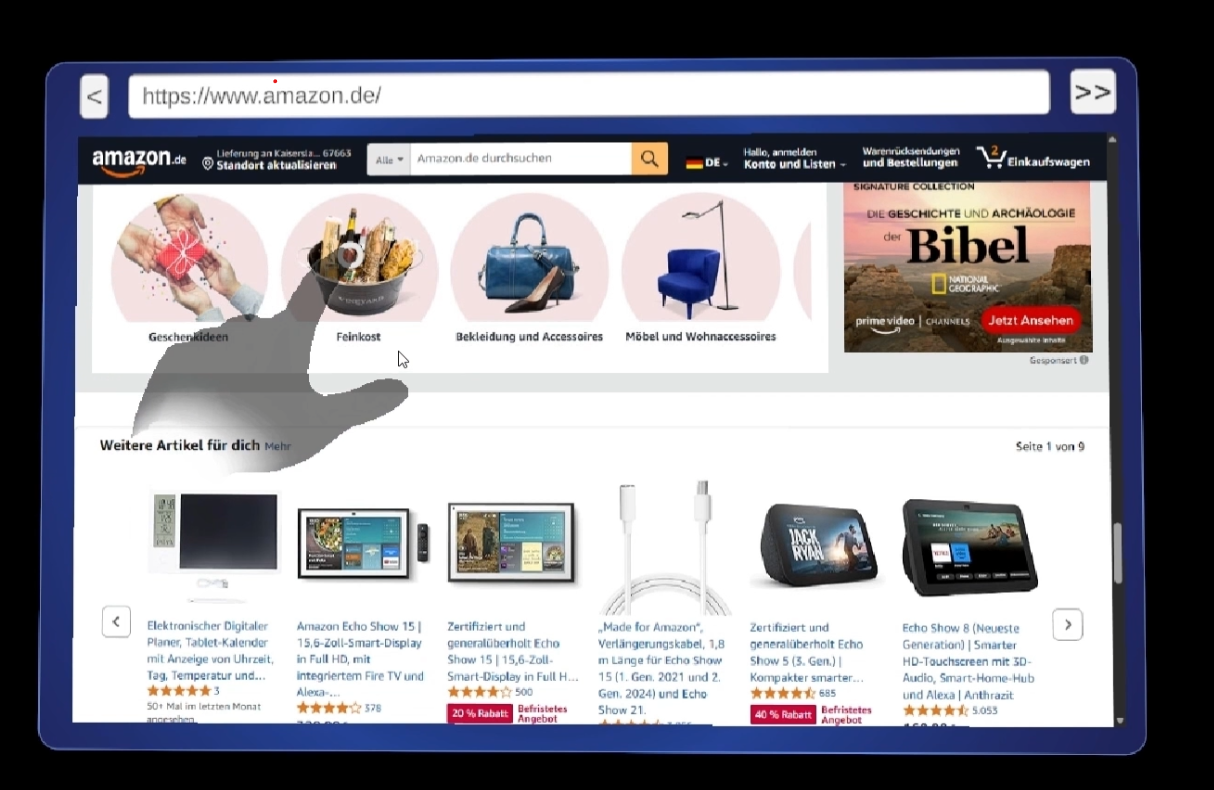 <
https://www.amazon.de/
>>
amazon.de
Lieferung an Kaisersla... 67663
Standort aktualisieren
Alle
Amazon.de durchsuchen
DE
Hallo, anmelden
Konto und Listen
Warenrücksendungen
und Bestellungen
2
Einkaufswagen
Geschenkideen
Feinkost
Bekleidung und Accessoires
Möbel und Wohnaccessoires
SIGNATURE COLLECTION
DIE GESCHICHTE UND ARCHÄOLOGIE
der Bibel
NATIONAL
GEOGRAPHIC
prime video | CHANNELS
Jetzt Ansehen
Ausgewählte Inhalte
Gesponsert
Weitere Artikel für dich Mehr
Seite 1 von 9
JACK
RYAN
<
>
Elektronischer Digitaler
Planer, Tablet-Kalender
mit Anzeige von Uhrzeit,
Tag, Temperatur und...
3
50+ Mal im letzten Monat
angesehen.
Amazon Echo Show 15 |
15,6-Zoll-Smart-Display
in Full HD, mit
integriertem Fire TV und
Alexa-...
378
Zertifiziert und
generalüberholt Echo
Show 15 | 15,6-Zoll-
Smart-Display in Full H...
500
20 % Rabatt
Befristetes
Angebot
„Made for Amazon“,
Verlängerungskabel, 1,8
m Länge für Echo Show
15 (1. Gen. 2021 und 2.
Gen. 2024) und Echo
Show 21.
Zertifiziert und
generalüberholt Echo
Show 5 (3. Gen.) |
Kompakter smarter...
685
40 % Rabatt
Befristetes
Angebot
Echo Show 8 (Neueste
Generation) | Smarter
HD-Touchscreen mit 3D-
Audio, Smart-Home-Hub
und Alexa | Anthrazit
5.053